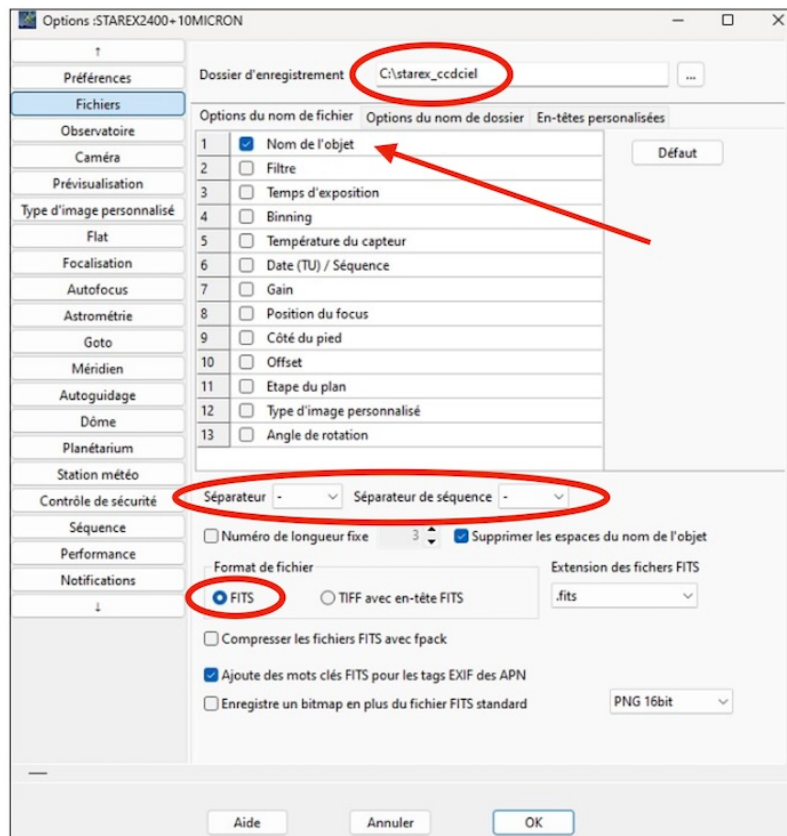 Options :STAREX2400+10MICRON
↑
Préférences
Fichiers
Observatoire
Caméra
Prévisualisation
Type d'image personnalisé
Flat
Focalisation
Autofocus
Astrométrie
Goto
Méridien
Autoguidage
Dôme
Planétarium
Station météo
Contrôle de sécurité
Séquence
Performance
Notifications
↓
Dossier d'enregistrement C:\starex_ccdciel ...
Options du nom de fichier Options du nom de dossier En-têtes personalisées
1 Nom de l'objet
2 Filtre
3 Temps d'exposition
4 Binning
5 Température du capteur
6 Date (TU) / Séquence
7 Gain
8 Position du focus
9 Côté du pied
10 Offset
11 Etape du plan
12 Type d'image personnalisé
13 Angle de rotation
Défaut
Séparateur - Séparateur de séquence -
Numéro de longueur fixe 3 Supprimer les espaces du nom de l'objet
Format de fichier Extension des fichers FITS
FITS TIFF avec en-tête FITS .fits
Compresser les fichiers FITS avec fpack
Ajoute des mots clés FITS pour les tags EXIF des APN
Enregistre un bitmap en plus du fichier FITS standard PNG 16bit
Aide Annuler OK